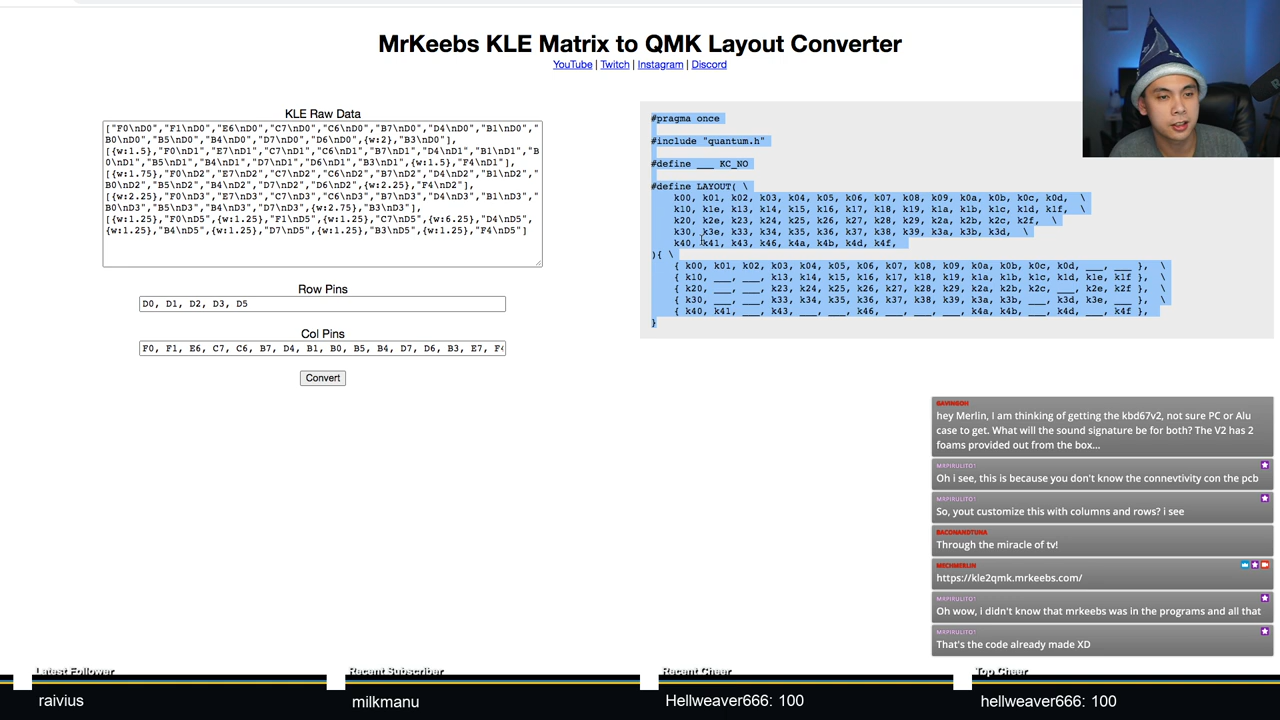 MrKeebs KLE Matrix to QMK Layout Converter
YouTube | Twitch | Instagram | Discord
KLE Raw Data
["F0\nD0","F1\nD0","E6\nD0","C7\nD0","C6\nD0","B7\nD0","D4\nD0","B1\nD0","
B0\nD0","B5\nD0","B4\nD0","D7\nD0","D6\nD0",{w:2},"B3\nD0"],
[{w:1.5},"F0\nD1","E7\nD1","C7\nD1","C6\nD1","B7\nD1","D4\nD1","B1\nD1","B
0\nD1","B5\nD1","B4\nD1","D7\nD1","D6\nD1","B3\nD1",{w:1.5},"F4\nD1"],
[{w:1.75},"F0\nD2","E7\nD2","C7\nD2","C6\nD2","B7\nD2","D4\nD2","B1\nD2","
B0\nD2","B5\nD2","B4\nD2","D7\nD2","D6\nD2",{w:2.25},"F4\nD2"],
[{w:2.25},"F0\nD3","E7\nD3","C7\nD3","C6\nD3","B7\nD3","D4\nD3","B1\nD3","
B0\nD3","B5\nD3","B4\nD3","D7\nD3",{w:2.75},"B3\nD3"],
[{w:1.25},"F0\nD5",{w:1.25},"F1\nD5",{w:1.25},"C7\nD5",{w:6.25},"D4\nD5",
{w:1.25},"B4\nD5",{w:1.25},"D7\nD5",{w:1.25},"B3\nD5",{w:1.25},"F4\nD5"]
Row Pins
D0, D1, D2, D3, D5
Col Pins
F0, F1, E6, C7, C6, B7, D4, B1, B0, B5, B4, D7, D6, B3, E7, F4
Convert
#pragma once
#include "quantum.h"
#define ___ KC_NO
#define LAYOUT( \
k00, k01, k02, k03, k04, k05, k06, k07, k08, k09, k0a, k0b, k0c, k0d, \
k10, k1e, k13, k14, k15, k16, k17, k18, k19, k1a, k1b, k1c, k1d, k1f, \
k20, k2e, k23, k24, k25, k26, k27, k28, k29, k2a, k2b, k2c, k2f, \
k30, k3e, k33, k34, k35, k36, k37, k38, k39, k3a, k3b, k3d, \
k40, k41, k43, k46, k4a, k4b, k4d, k4f,
){ \
{ k00, k01, k02, k03, k04, k05, k06, k07, k08, k09, k0a, k0b, k0c, k0d, ___, ___ }, \
{ k10, ___, ___, k13, k14, k15, k16, k17, k18, k19, k1a, k1b, k1c, k1d, k1e, k1f }, \
{ k20, ___, ___, k23, k24, k25, k26, k27, k28, k29, k2a, k2b, k2c, ___, k2e, k2f }, \
{ k30, ___, ___, k33, k34, k35, k36, k37, k38, k39, k3a, k3b, ___, k3d, k3e, ___ }, \
{ k40, k41, ___, k43, ___, ___, k46, ___, ___, ___, k4a, k4b, ___, k4d, ___, k4f },
}
GAVINGOH
hey Merlin, I am thinking of getting the kbd67v2, not sure PC or Alu
case to get. What will the sound signature be for both? The V2 has 2
foams provided out from the box...
MRPIRULITO1
Oh i see, this is because you don't know the connevtivity con the pcb
MRPIRULITO1
So, yout customize this with columns and rows? i see
BACONANDTUNA
Through the miracle of tv!
MECHMERLIN
https://kle2qmk.mrkeebs.com/
MRPIRULITO1
Oh wow, i didn't know that mrkeebs was in the programs and all that
MRPIRULITO1
That's the code already made XD
Latest Follower
raivius
Recent Subscriber
milkmanu
Recent Cheer
Hellweaver666: 100
Top Cheer
hellweaver666: 100